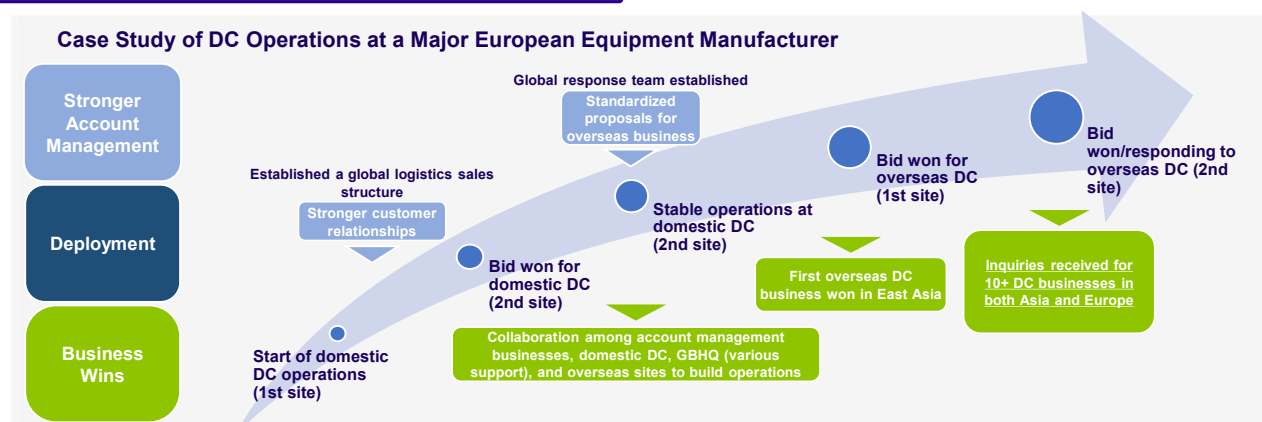 Case Study of DC Operations at a Major European Equipment Manufacturer
Stronger
Account
Management
Deployment
Business
Wins
Established a global logistics sales
structure
Stronger customer
relationships
Global response team established
Standardized
proposals for
overseas business
Start of domestic
DC operations
(1st site)
Bid won for
domestic DC
(2nd site)
Stable operations at
domestic DC
(2nd site)
Bid won for
overseas DC
(1st site)
Bid
won/responding to
overseas DC (2nd
site)
Collaboration among account management
businesses, domestic DC, GBHQ (various
support), and overseas sites to build operations
First overseas DC
business won in East Asia
Inquiries received for
10+ DC businesses in
both Asia and Europe